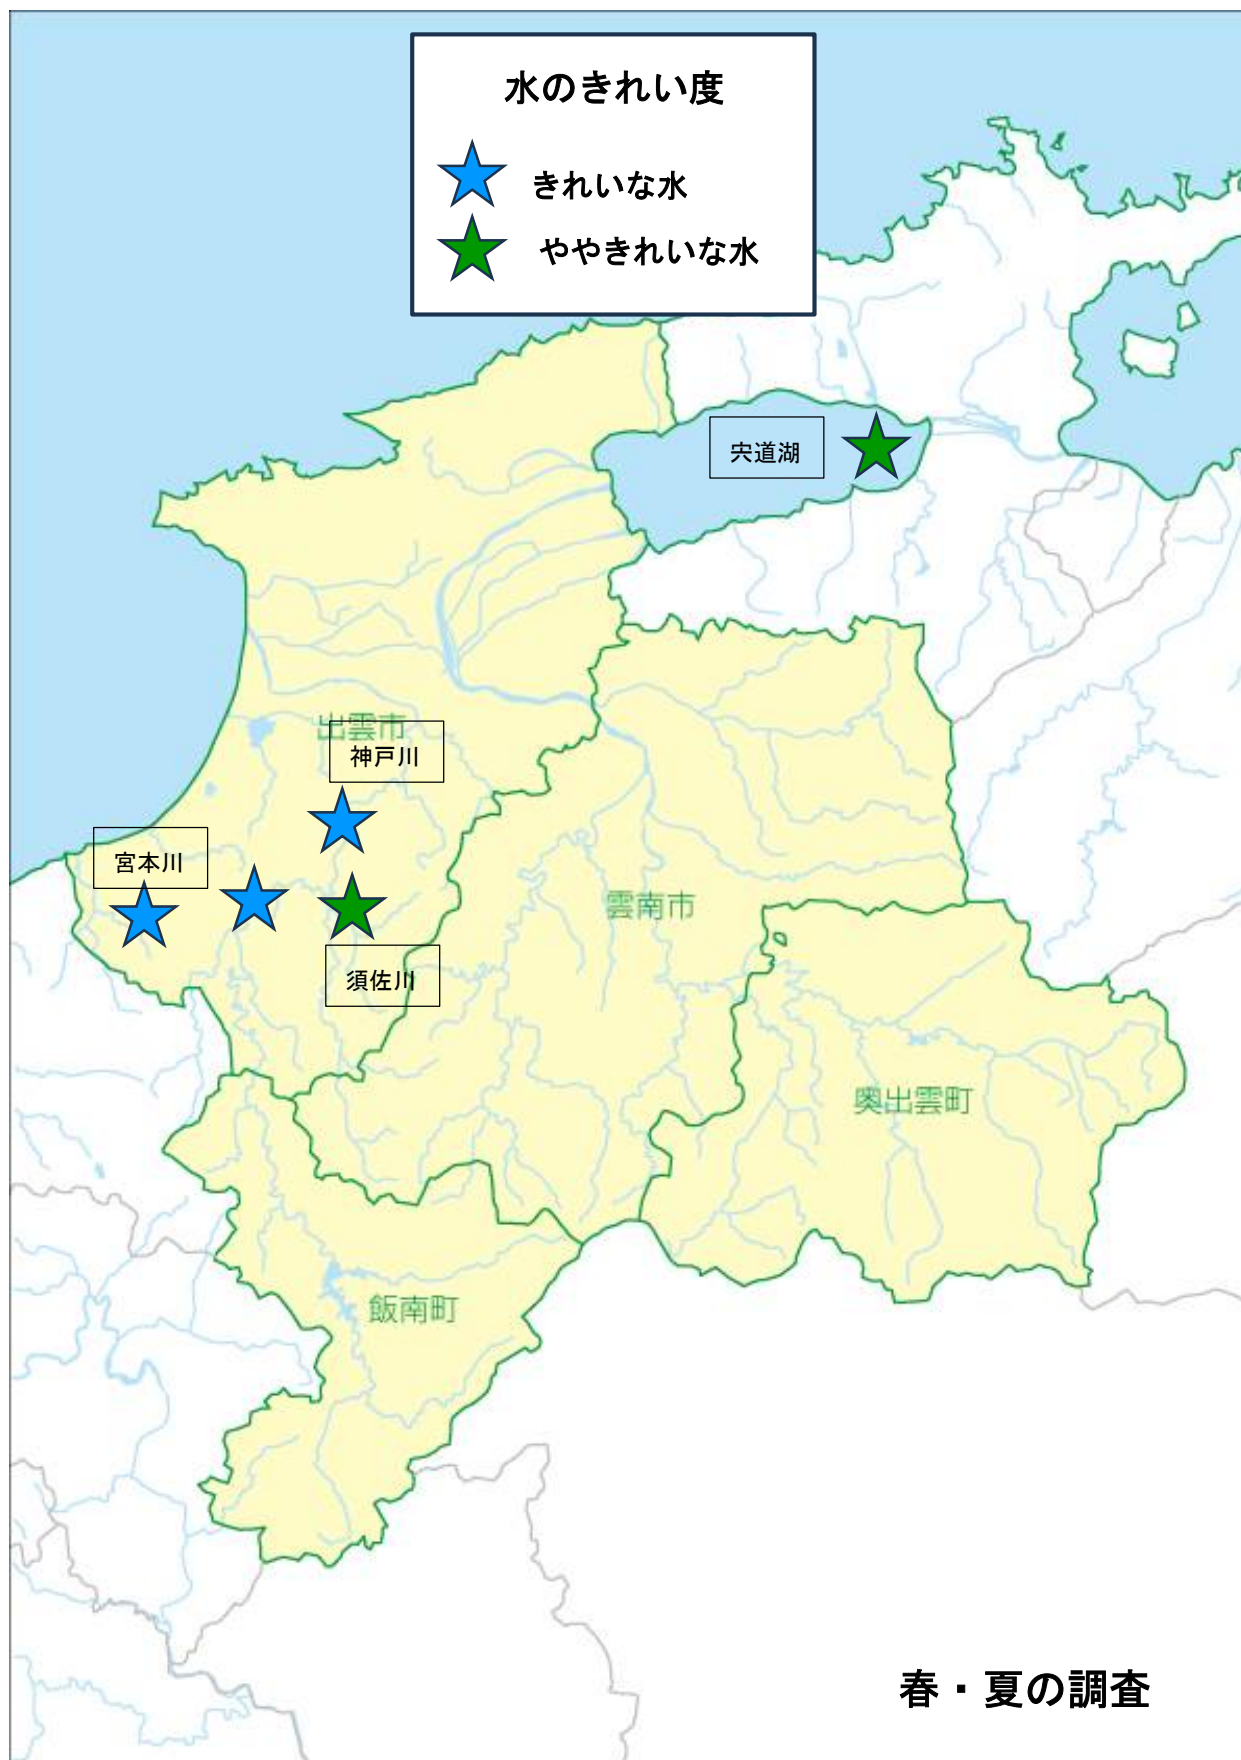 水のきれい度
きれいな水
ややきれいな水
宍道湖
出雲市
神戸川
宮本川
雲南市
須佐川
奥出雲町
飯南町
春・夏の調査